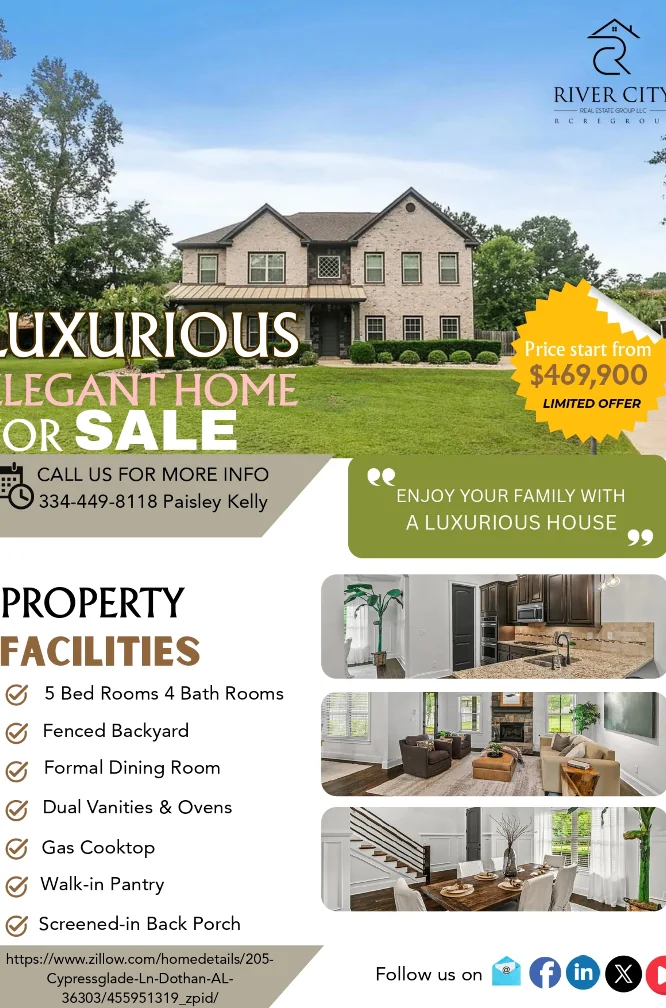 RIVER CITY
REAL ESTATE GROUP LLC
RCREGROU
LUXURIOUS
ELEGANT HOME
FOR SALE
Price start from
$469,900
LIMITED OFFER
CALL US FOR MORE INFO
334-449-8118 Paisley Kelly
ENJOY YOUR FAMILY WITH
A LUXURIOUS HOUSE
PROPERTY
FACILITIES
5 Bed Rooms 4 Bath Rooms
Fenced Backyard
Formal Dining Room
Dual Vanities & Ovens
Gas Cooktop
Walk-in Pantry
Screened-in Back Porch
https://www.zillow.com/homedetails/205-
Cypressglade-Ln-Dothan-AL-
36303/455951319_zpid/
Follow us on